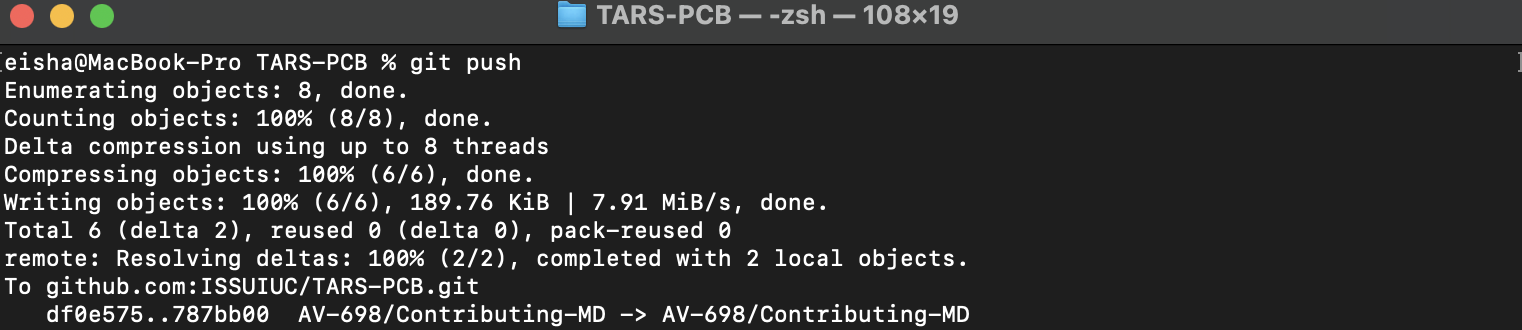 TARS-PCB — -zsh — 108×19
eisha@MacBook-Pro TARS-PCB % git push
Enumerating objects: 8, done.
Counting objects: 100% (8/8), done.
Delta compression using up to 8 threads
Compressing objects: 100% (6/6), done.
Writing objects: 100% (6/6), 189.76 KiB | 7.91 MiB/s, done.
Total 6 (delta 2), reused 0 (delta 0), pack-reused 0
remote: Resolving deltas: 100% (2/2), completed with 2 local objects.
To github.com:ISSUIUC/TARS-PCB.git
   df0e575..787bb00  AV-698/Contributing-MD -> AV-698/Contributing-MD